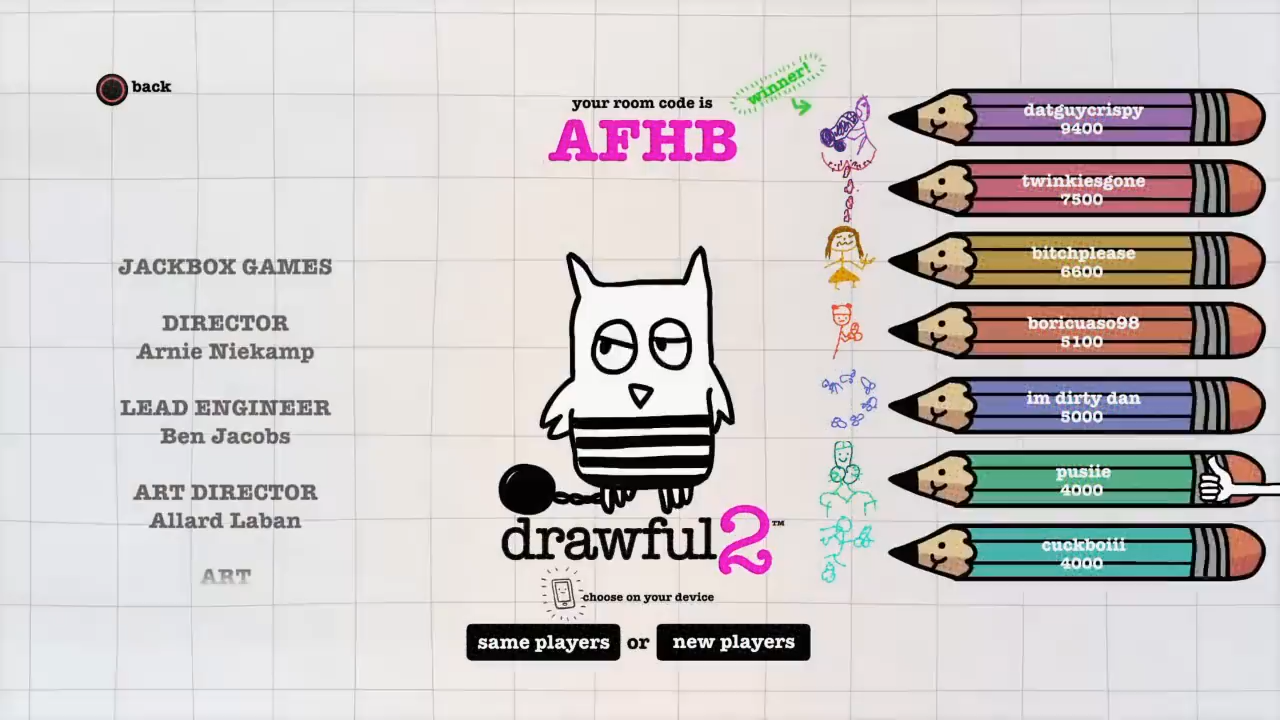 back
your room code is
AFHB
winner!
datguycrispy
9400
twinkiesgone
7500
bitchplease
6600
boricuaso98
5100
im dirty dan
5000
pusiie
4000
cuckboiii
4000
JACKBOX GAMES
DIRECTOR
Arnie Niekamp
LEAD ENGINEER
Ben Jacobs
ART DIRECTOR
Allard Laban
ART
drawful 2™
choose on your device
same players or new players